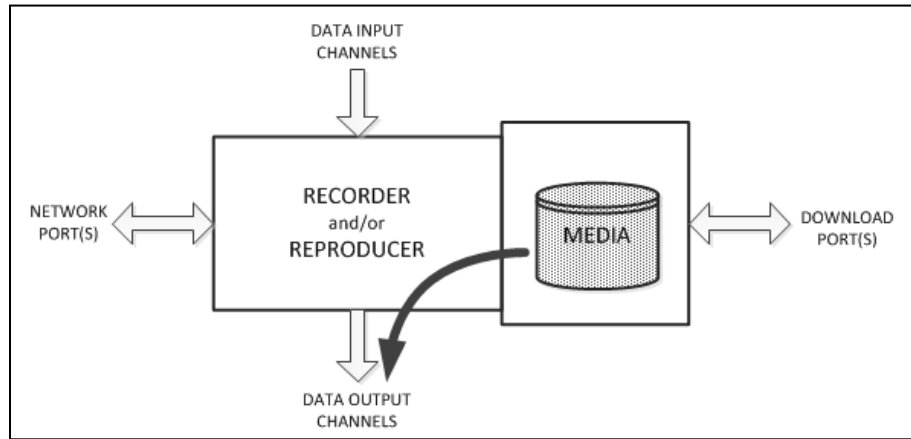 DATA INPUT
CHANNELS
RECORDER
and/or
REPRODUCER
NETWORK
PORT(S)
MEDIA
DOWNLOAD
PORT(S)
DATA OUTPUT
CHANNELS